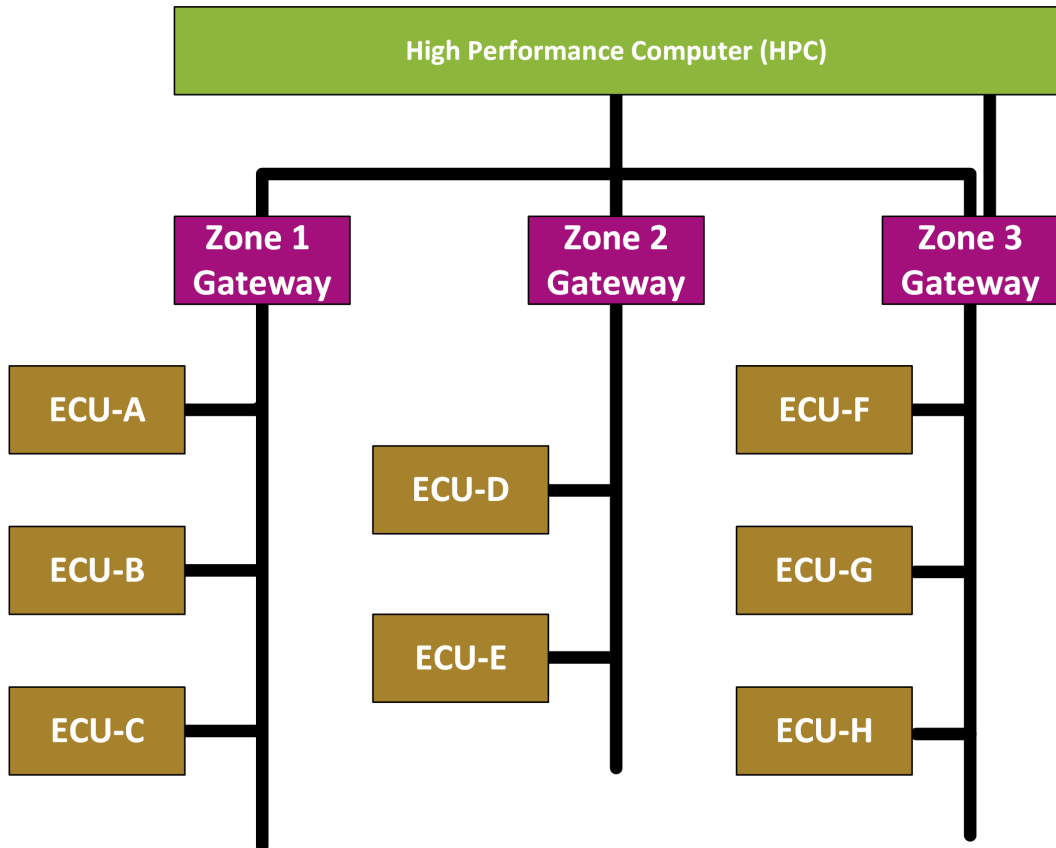 High Performance Computer (HPC)
Zone 1
Gateway
Zone 2
Gateway
Zone 3
Gateway
ECU-A
ECU-B
ECU-C
ECU-D
ECU-E
ECU-F
ECU-G
ECU-H